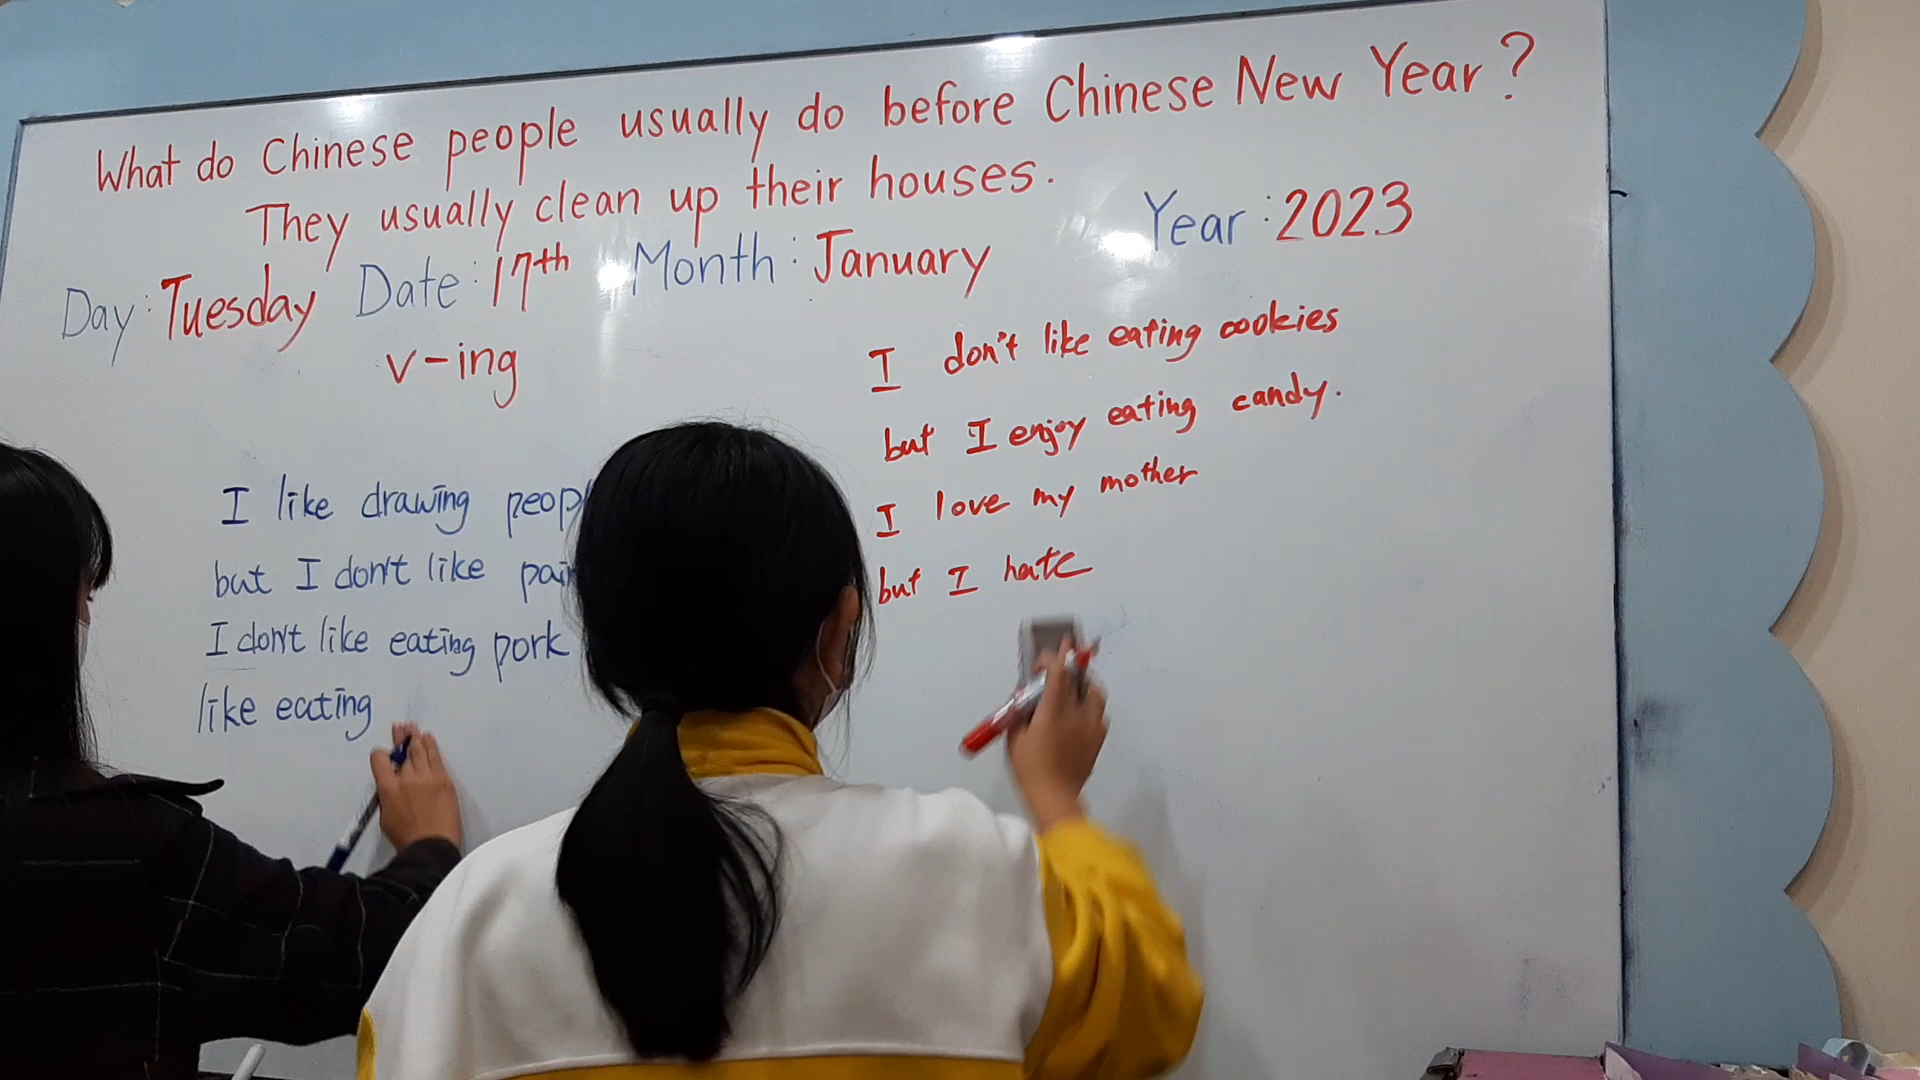 What do Chinese people usually do before Chinese New Year?
They usually clean up their houses.
Day: Tuesday Date: 17th Month: January Year: 2023
v-ing
I like drawing
but I don't like
I don't like eating pork
like eating
I don't like eating cookies
but I enjoy eating candy.
I love my mother
but I hate